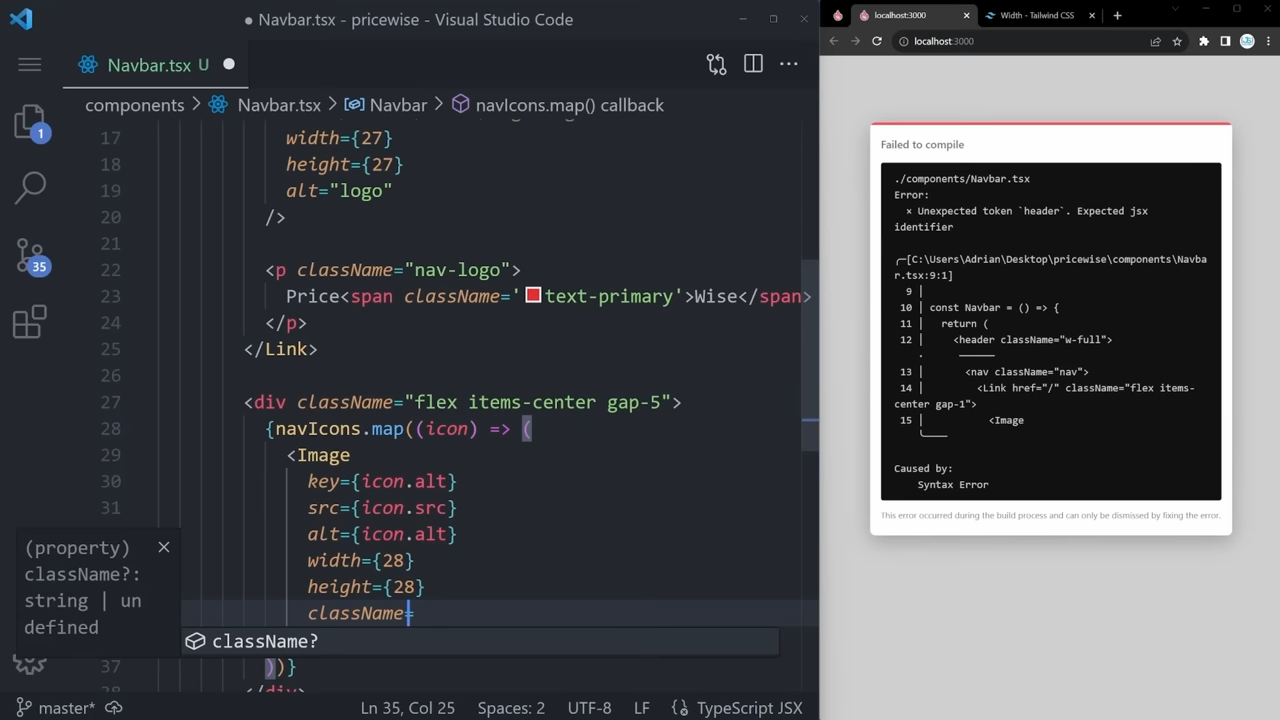 ● Navbar.tsx - pricewise - Visual Studio Code
Navbar.tsx U
components > Navbar.tsx > Navbar > navIcons.map() callback
17 width={27}
18 height={27}
19 alt="logo"
20 />
21
22 <p className="nav-logo">
23 Price<span className='text-primary'>Wise</span>
24 </p>
25 </Link>
26
27 <div className="flex items-center gap-5">
28 {navIcons.map((icon) => (
29 <Image
30 key={icon.alt}
31 src={icon.src}
alt={icon.alt}
width={28}
height={28}
className=
className?
37 ))}
</div>
1
35
(property)
className?:
string | un
defined
master*
Ln 35, Col 25
Spaces: 2
UTF-8
LF
TypeScript JSX
localhost:3000
Width - Tailwind CSS
localhost:3000
Failed to compile
./components/Navbar.tsx
Error:
× Unexpected token `header`. Expected jsx
identifier
╭─[C:\Users\Adrian\Desktop\pricewise\components\Navba
r.tsx:9:1]
9 │
10 │ const Navbar = () => {
11 │ return (
12 │ <header className="w-full">
· ──────
13 │ <nav className="nav">
14 │ <Link href="/" className="flex items-
center gap-1">
15 │ <Image
╰────
Caused by:
Syntax Error
This error occurred during the build process and can only be dismissed by fixing the error.